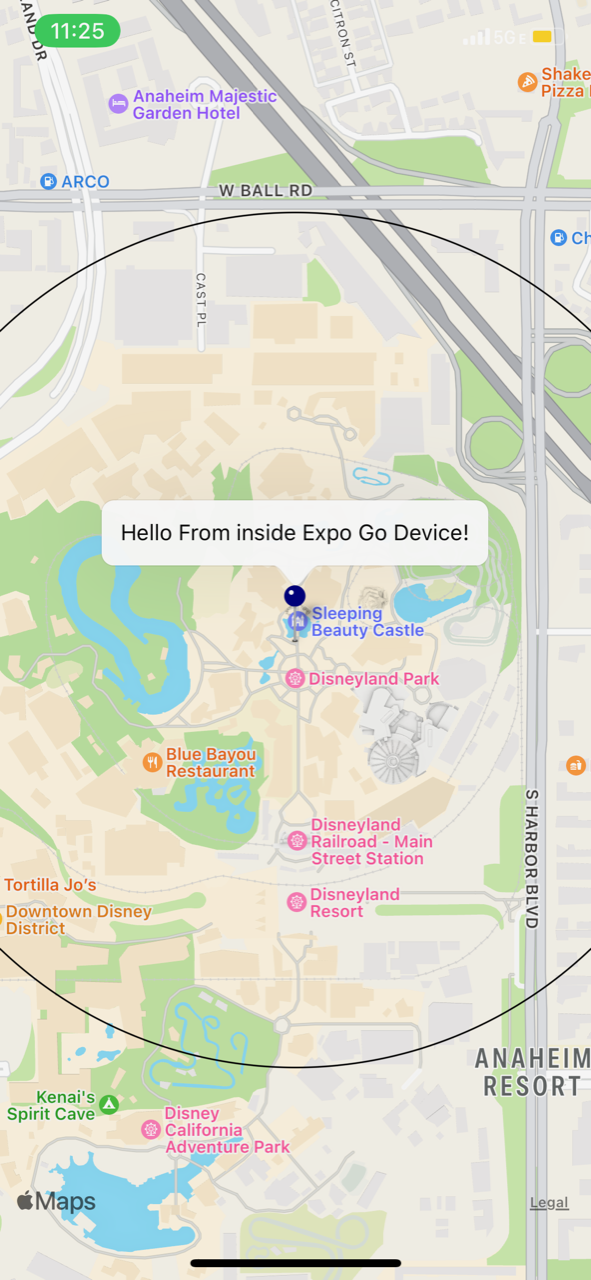 11:25
5GE
LAND DR
CITRON ST
Shake
Pizza
Anaheim Majestic
Garden Hotel
ARCO
W BALL RD
Ch
CAST PL
Hello From inside Expo Go Device!
Sleeping
Beauty Castle
Disneyland Park
Blue Bayou
Restaurant
S HARBOR BLVD
Disneyland
Railroad - Main
Street Station
Tortilla Jo's
Disneyland
Resort
Downtown Disney
District
ANAHEIM
RESORT
Kenai's
Spirit Cave
Disney
California
Adventure Park
Maps
Legal